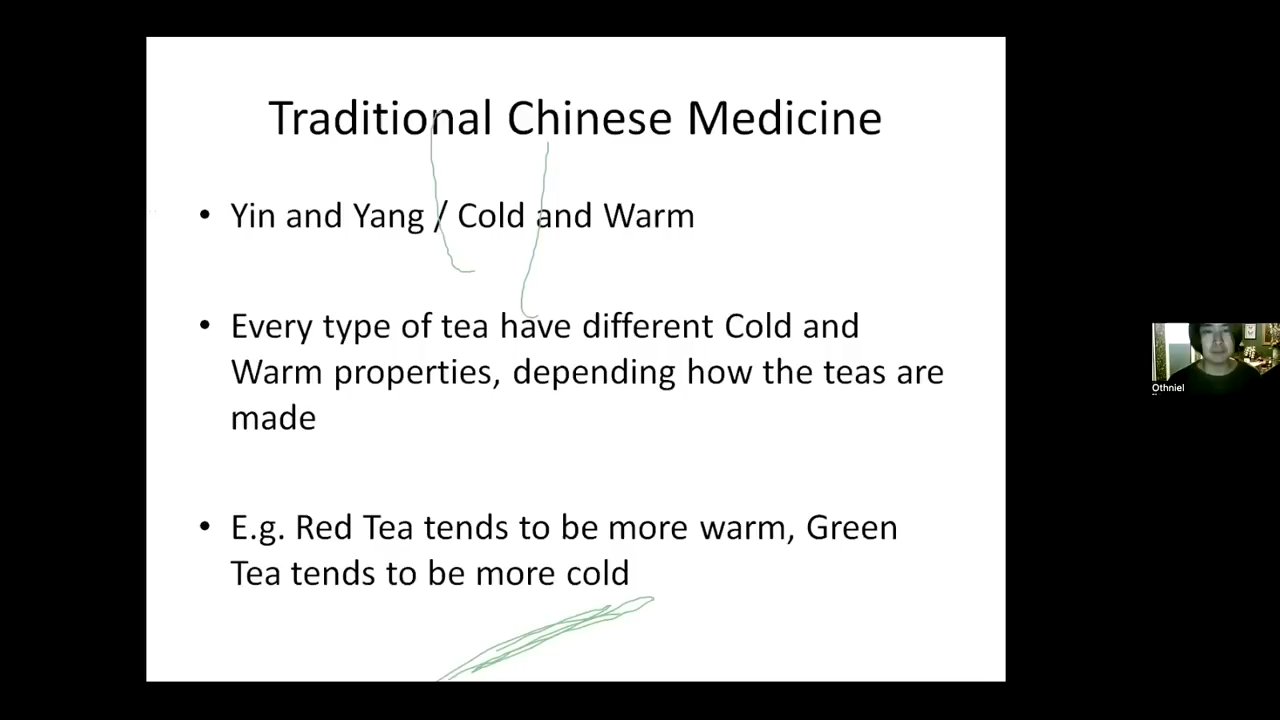 Traditional Chinese Medicine
• Yin and Yang / Cold and Warm
• Every type of tea have different Cold and
Warm properties, depending how the teas are
made
• E.g. Red Tea tends to be more warm, Green
Tea tends to be more cold
Othniel